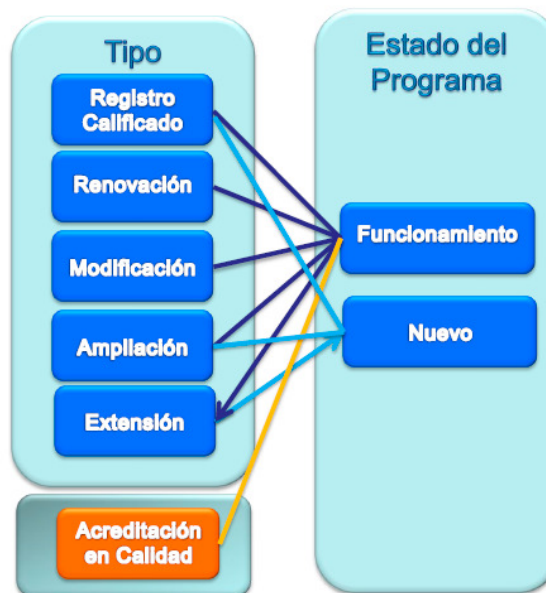 Tipo
Registro
Calificado
Renovación
Modificación
Ampliación
Extensión
Acreditación
en Calidad
Estado del
Programa
Funcionamiento
Nuevo